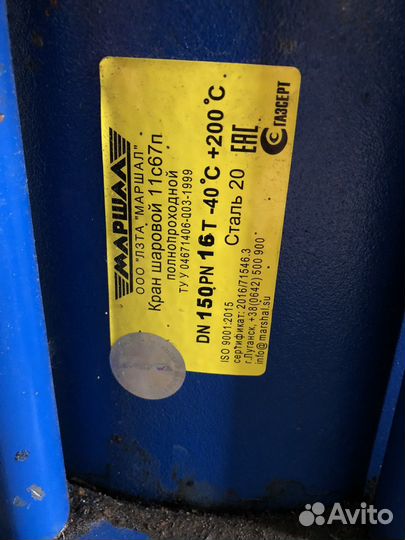 МАРШАЛ
ООО "ЛЗТА "МАРШАЛ"
Кран шаровой 11с67п
полнопроходной
ТУ У 04671406-003-1999
DN 150 PN 16 Т -40°С +200°С
Сталь 20
EAC
ГАЗСЕРТ
ISO 9001:2015
сертификат: 2016/71546.3
г.Луганск, +38(0642) 500 900
info@marshal.su
Avito